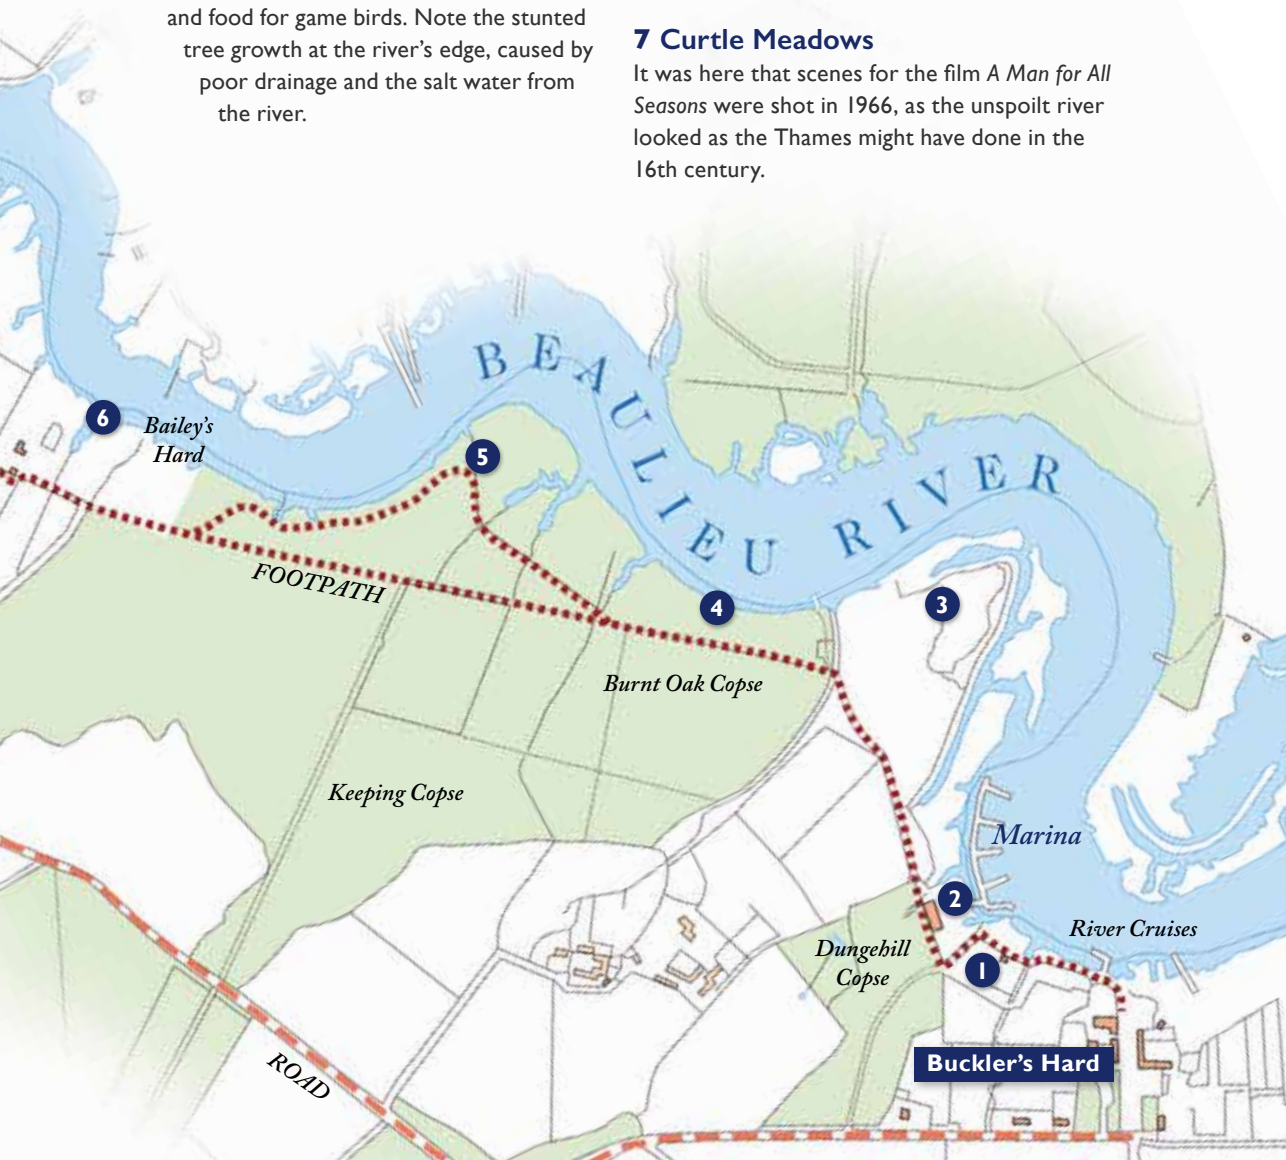 and food for game birds. Note the stunted
tree growth at the river's edge, caused by
poor drainage and the salt water from
the river.
7 Curtle Meadows
It was here that scenes for the film A Man for All
Seasons were shot in 1966, as the unspoilt river
looked as the Thames might have done in the
16th century.
BEAULIEU RIVER
6
Bailey's
Hard
5
FOOTPATH
4
3
Burnt Oak Copse
Keeping Copse
Marina
2
River Cruises
Dungehill
Copse
1
Buckler's Hard
ROAD